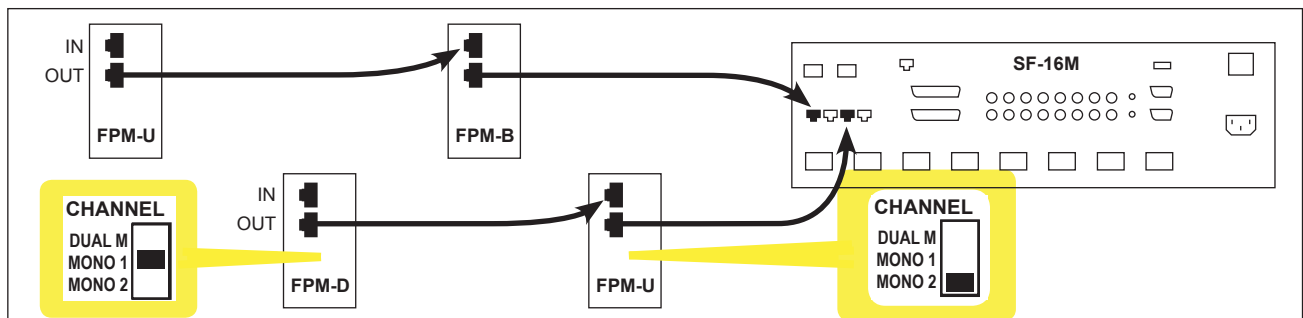 IN
OUT
FPM-U
FPM-B
SF-16M
IN
OUT
FPM-D
FPM-U
CHANNEL
DUAL M
MONO 1
MONO 2
CHANNEL
DUAL M
MONO 1
MONO 2